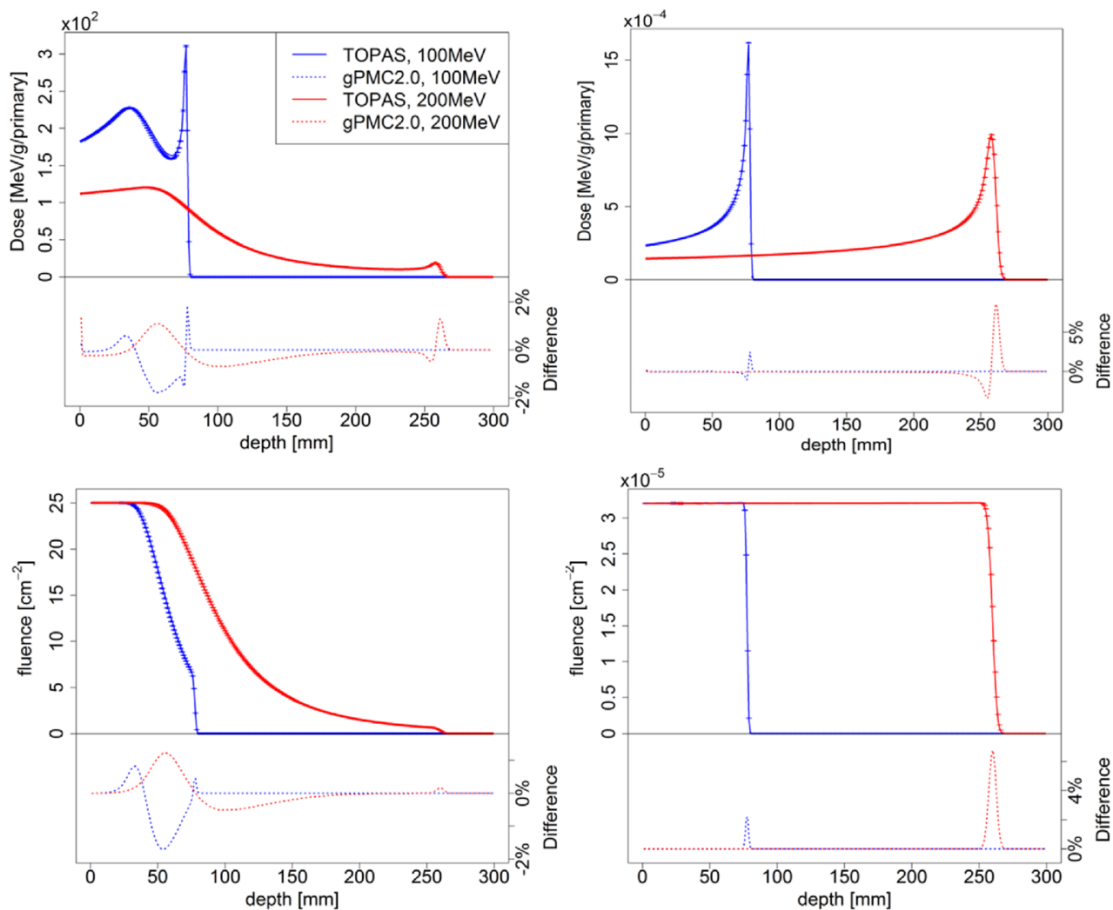 x10²
Dose [MeV/g/primary]
3
2.5
2
1.5
1
0.5
0
TOPAS, 100MeV
gPMC2.0, 100MeV
TOPAS, 200MeV
gPMC2.0, 200MeV
2%
0%
-2%
Difference
0 50 100 150 200 250 300
depth [mm]
x10⁻⁴
Dose [MeV/g/primary]
15
10
5
0
5%
0%
Difference
0 50 100 150 200 250 300
depth [mm]
fluence [cm⁻²]
25
20
15
10
5
0
0%
-2%
Difference
0 50 100 150 200 250 300
depth [mm]
x10⁻⁵
fluence [cm⁻²]
3
2.5
2
1.5
1
0.5
0
4%
0%
Difference
0 50 100 150 200 250 300
depth [mm]